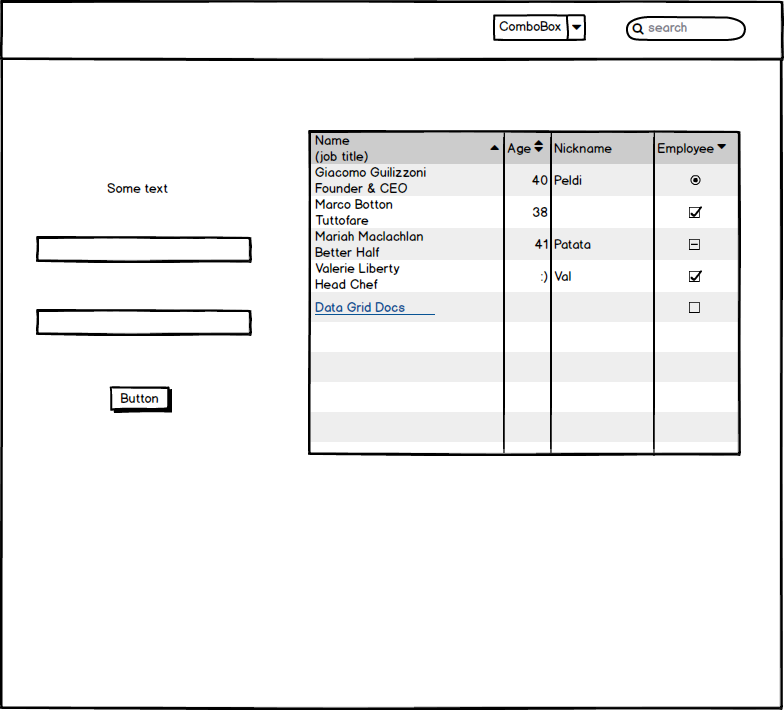 ComboBox
search
Some text
Button
Name
(job title)
Age
Nickname
Employee
Giacomo Guilizzoni
Founder & CEO
40
Peldi
Marco Botton
Tuttofare
38
Mariah Maclachlan
Better Half
41
Patata
Valerie Liberty
Head Chef
:)
Val
Data Grid Docs